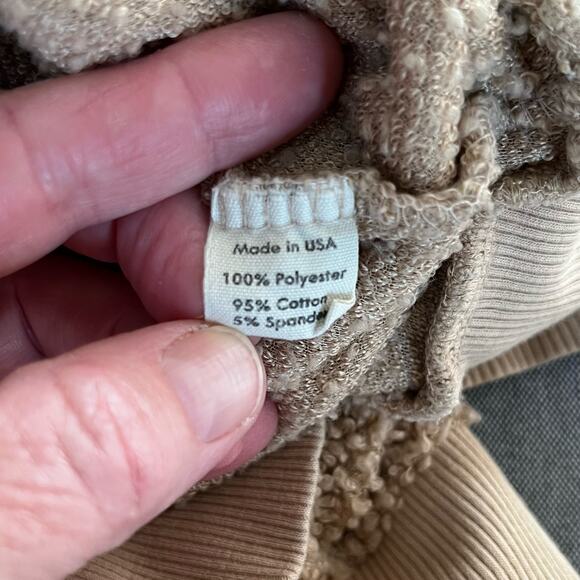 Made in USA
100% Polyester
95% Cotton
5% Spandex